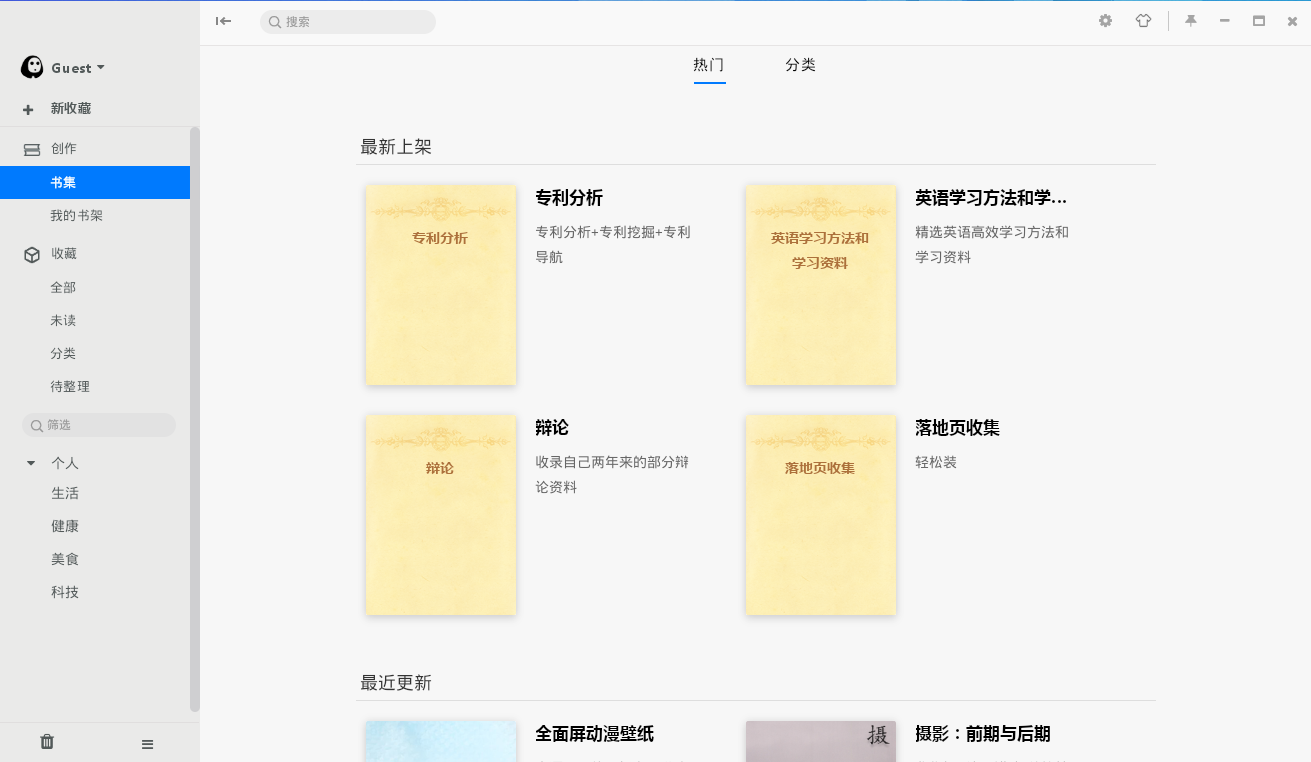 搜索
Guest
新收藏
创作
书集
我的书架
收藏
全部
未读
分类
待整理
筛选
个人
生活
健康
美食
科技
热门
分类
最新上架
专利分析
专利分析
专利分析+专利挖掘+专利
导航
英语学习方法和
学习资料
英语学习方法和学...
精选英语高效学习方法和
学习资料
辩论
辩论
收录自己两年来的部分辩
论资料
落地页收集
落地页收集
轻松装
最近更新
全面屏动漫壁纸
摄
摄影：前期与后期